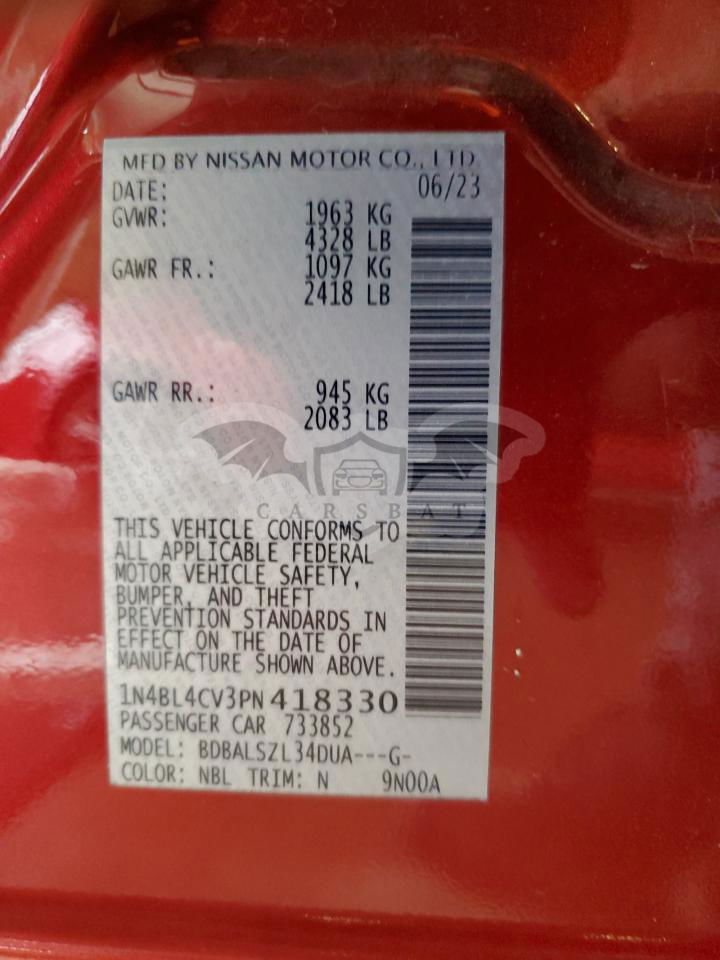 MFD BY NISSAN MOTOR CO., LTD
DATE: 06/23
GVWR: 1963 KG
4328 LB
GAWR FR.: 1097 KG
2418 LB
GAWR RR.: 945 KG
2083 LB
CARSBAT
THIS VEHICLE CONFORMS TO
ALL APPLICABLE FEDERAL
MOTOR VEHICLE SAFETY,
BUMPER, AND THEFT
PREVENTION STANDARDS IN
EFFECT ON THE DATE OF
MANUFACTURE SHOWN ABOVE.
1N4BL4CV3PN418330
PASSENGER CAR 733852
MODEL: BDBALSZL34DUA---G-
COLOR: NBL TRIM: N 9N00A